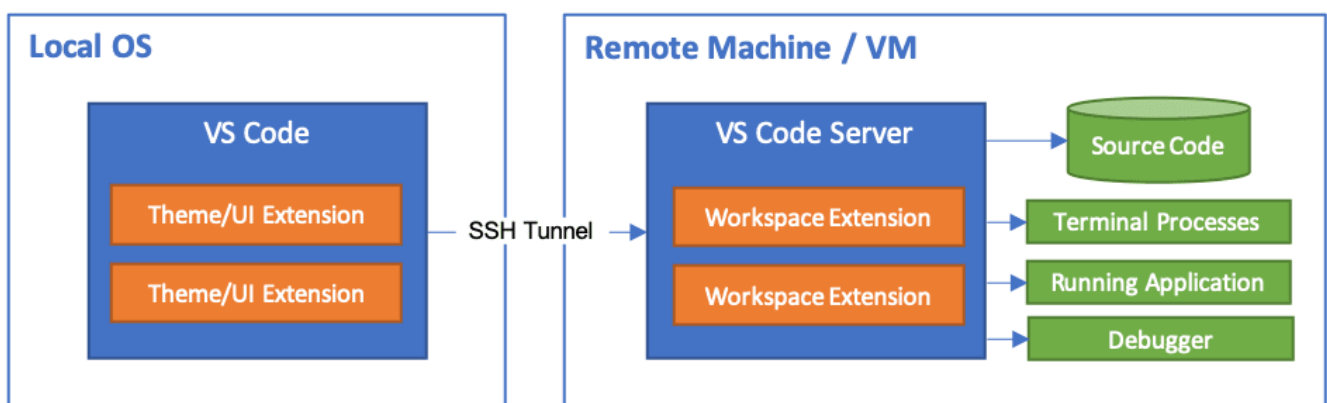 Local OS
VS Code
Theme/UI Extension
Theme/UI Extension
SSH Tunnel
Remote Machine / VM
VS Code Server
Workspace Extension
Workspace Extension
Source Code
Terminal Processes
Running Application
Debugger